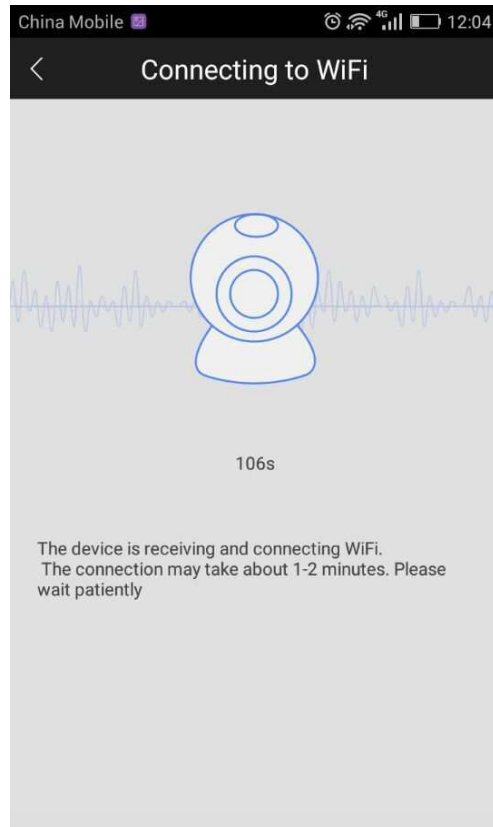 China Mobile 4G 12:04
Connecting to WiFi
106s
The device is receiving and connecting WiFi.
The connection may take about 1-2 minutes. Please
wait patiently